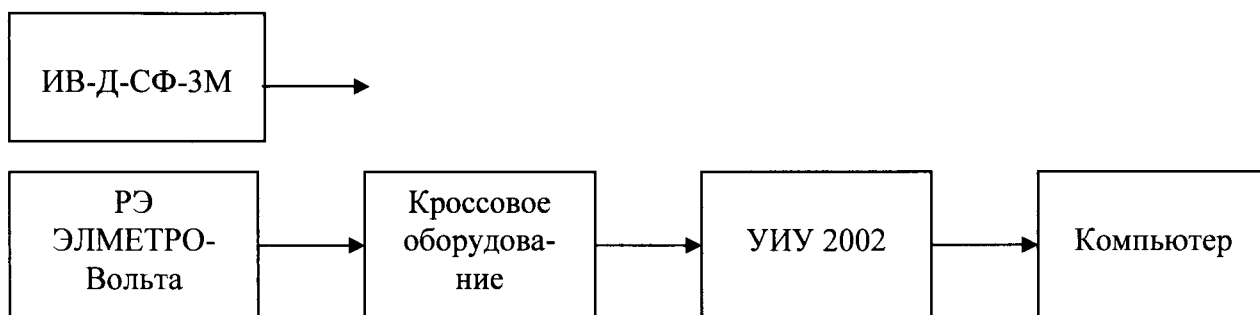 ИВ-Д-СФ-3М
РЭ
ЭЛМЕТРО-
Вольта
Кроссовое
оборудова-
ние
УИУ 2002
Компьютер